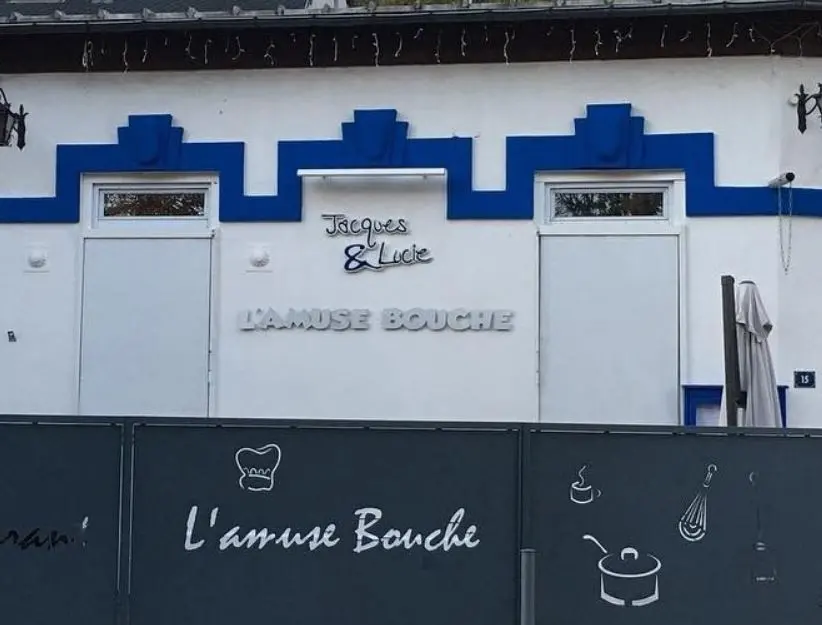 Jacques
& Lucie
L'AMUSE BOUCHE
15
L'amuse Bouche